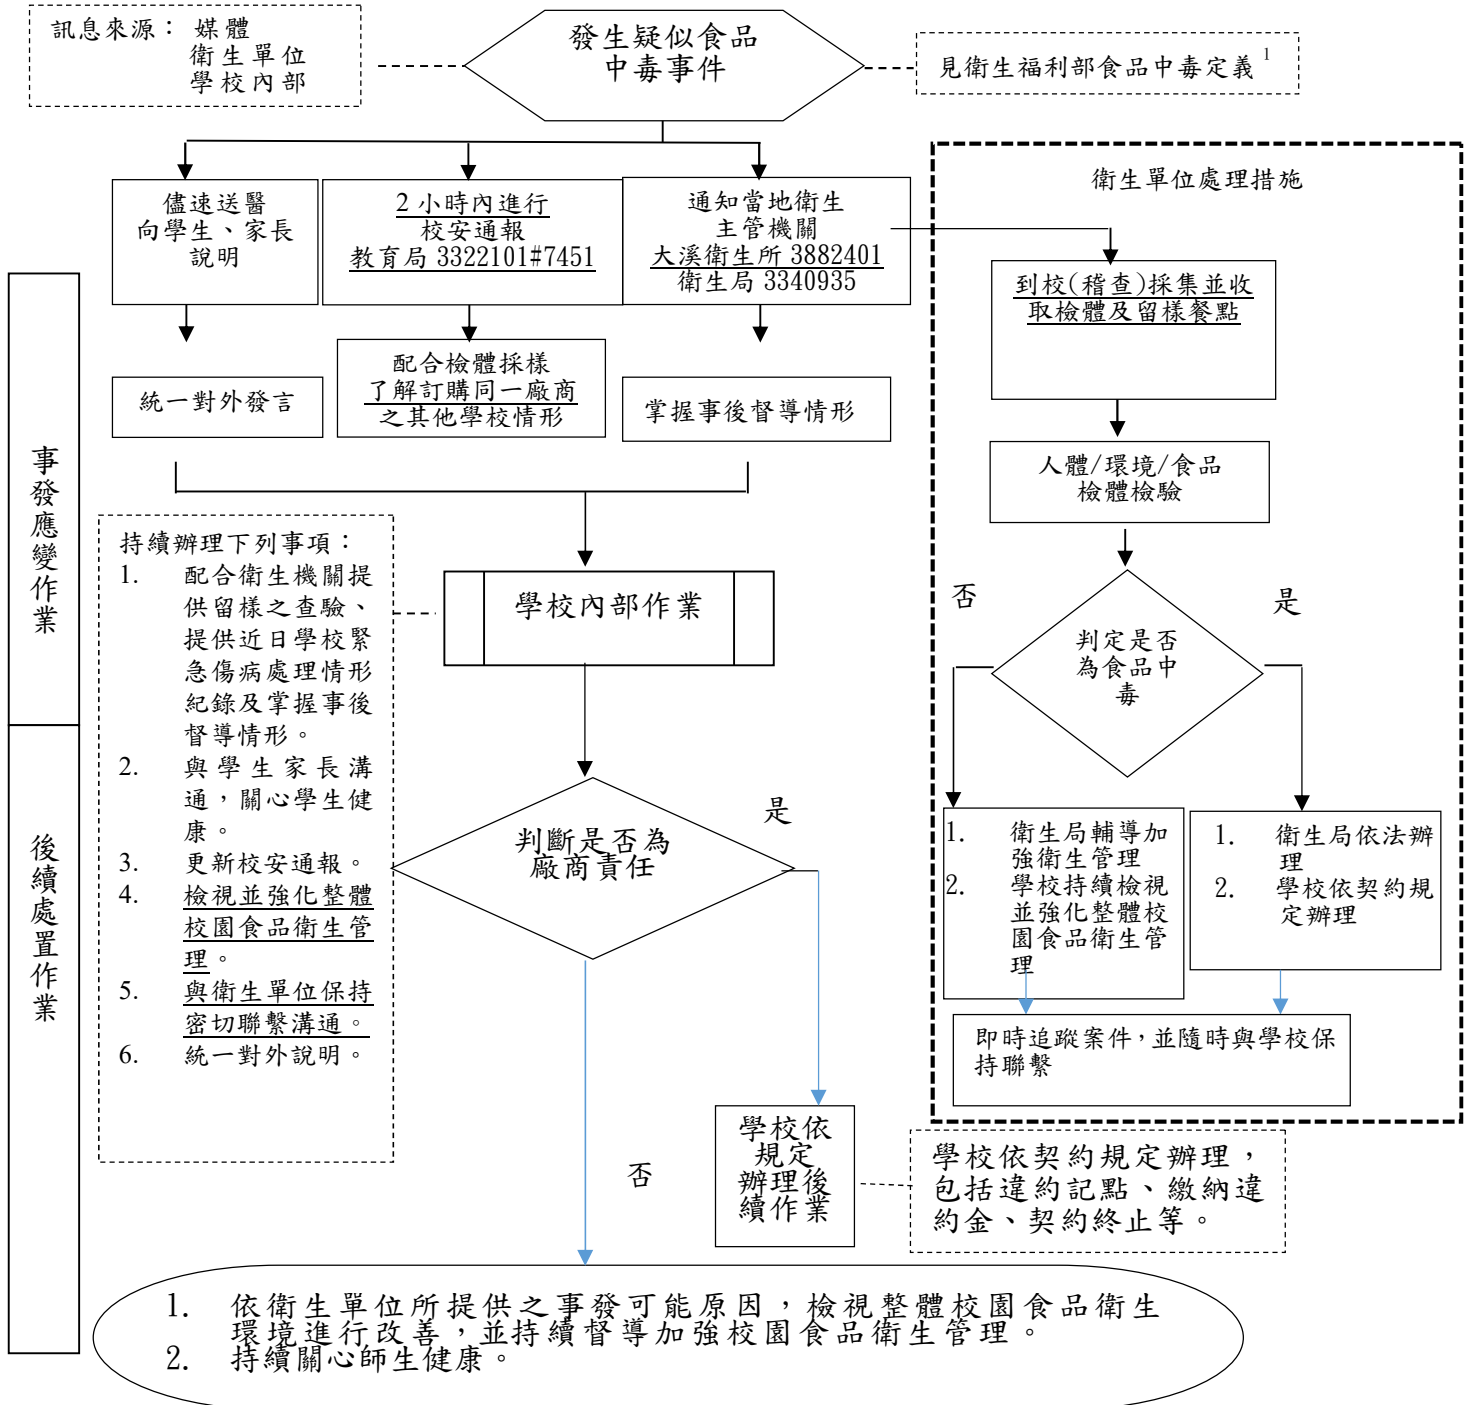 訊息來源： 媒體
衛生單位
學校內部
發生疑似食品
中毒事件
見衛生福利部食品中毒定義1
儘速送醫
向學生、家長
說明
2 小時內進行
校安通報
教育局 3322101#7451
通知當地衛生
主管機關
大溪衛生所 3882401
衛生局 3340935
衛生單位處理措施
到校(稽查)採集並收
取檢體及留樣餐點
統一對外發言
配合檢體採樣
了解訂購同一廠商
之其他學校情形
掌握事後督導情形
人體/環境/食品
檢體檢驗
事發應變作業
持續辦理下列事項：
1. 配合衛生機關提
供留樣之查驗、
提供近日學校緊
急傷病處理情形
紀錄及掌握事後
督導情形。
2. 與學生家長溝
通，關心學生健
康。
3. 更新校安通報。
4. 檢視並強化整體
校園食品衛生管
理。
5. 與衛生單位保持
密切聯繫溝通。
6. 統一對外說明。
學校內部作業
否
是
判定是否
為食品中
毒
後續處置作業
判斷是否為
廠商責任
是
1. 衛生局輔導加
強衛生管理
2. 學校持續檢視
並強化整體校
園食品衛生管
理
1. 衛生局依法辦
理
2. 學校依契約規
定辦理
即時追蹤案件，並隨時與學校保
持聯繫
否
學校依
規定
辦理後
續作業
學校依契約規定辦理，
包括違約記點、繳納違
約金、契約終止等。
1. 依衛生單位所提供之事發可能原因，檢視整體校園食品衛生
環境進行改善，並持續督導加強校園食品衛生管理。
2. 持續關心師生健康。